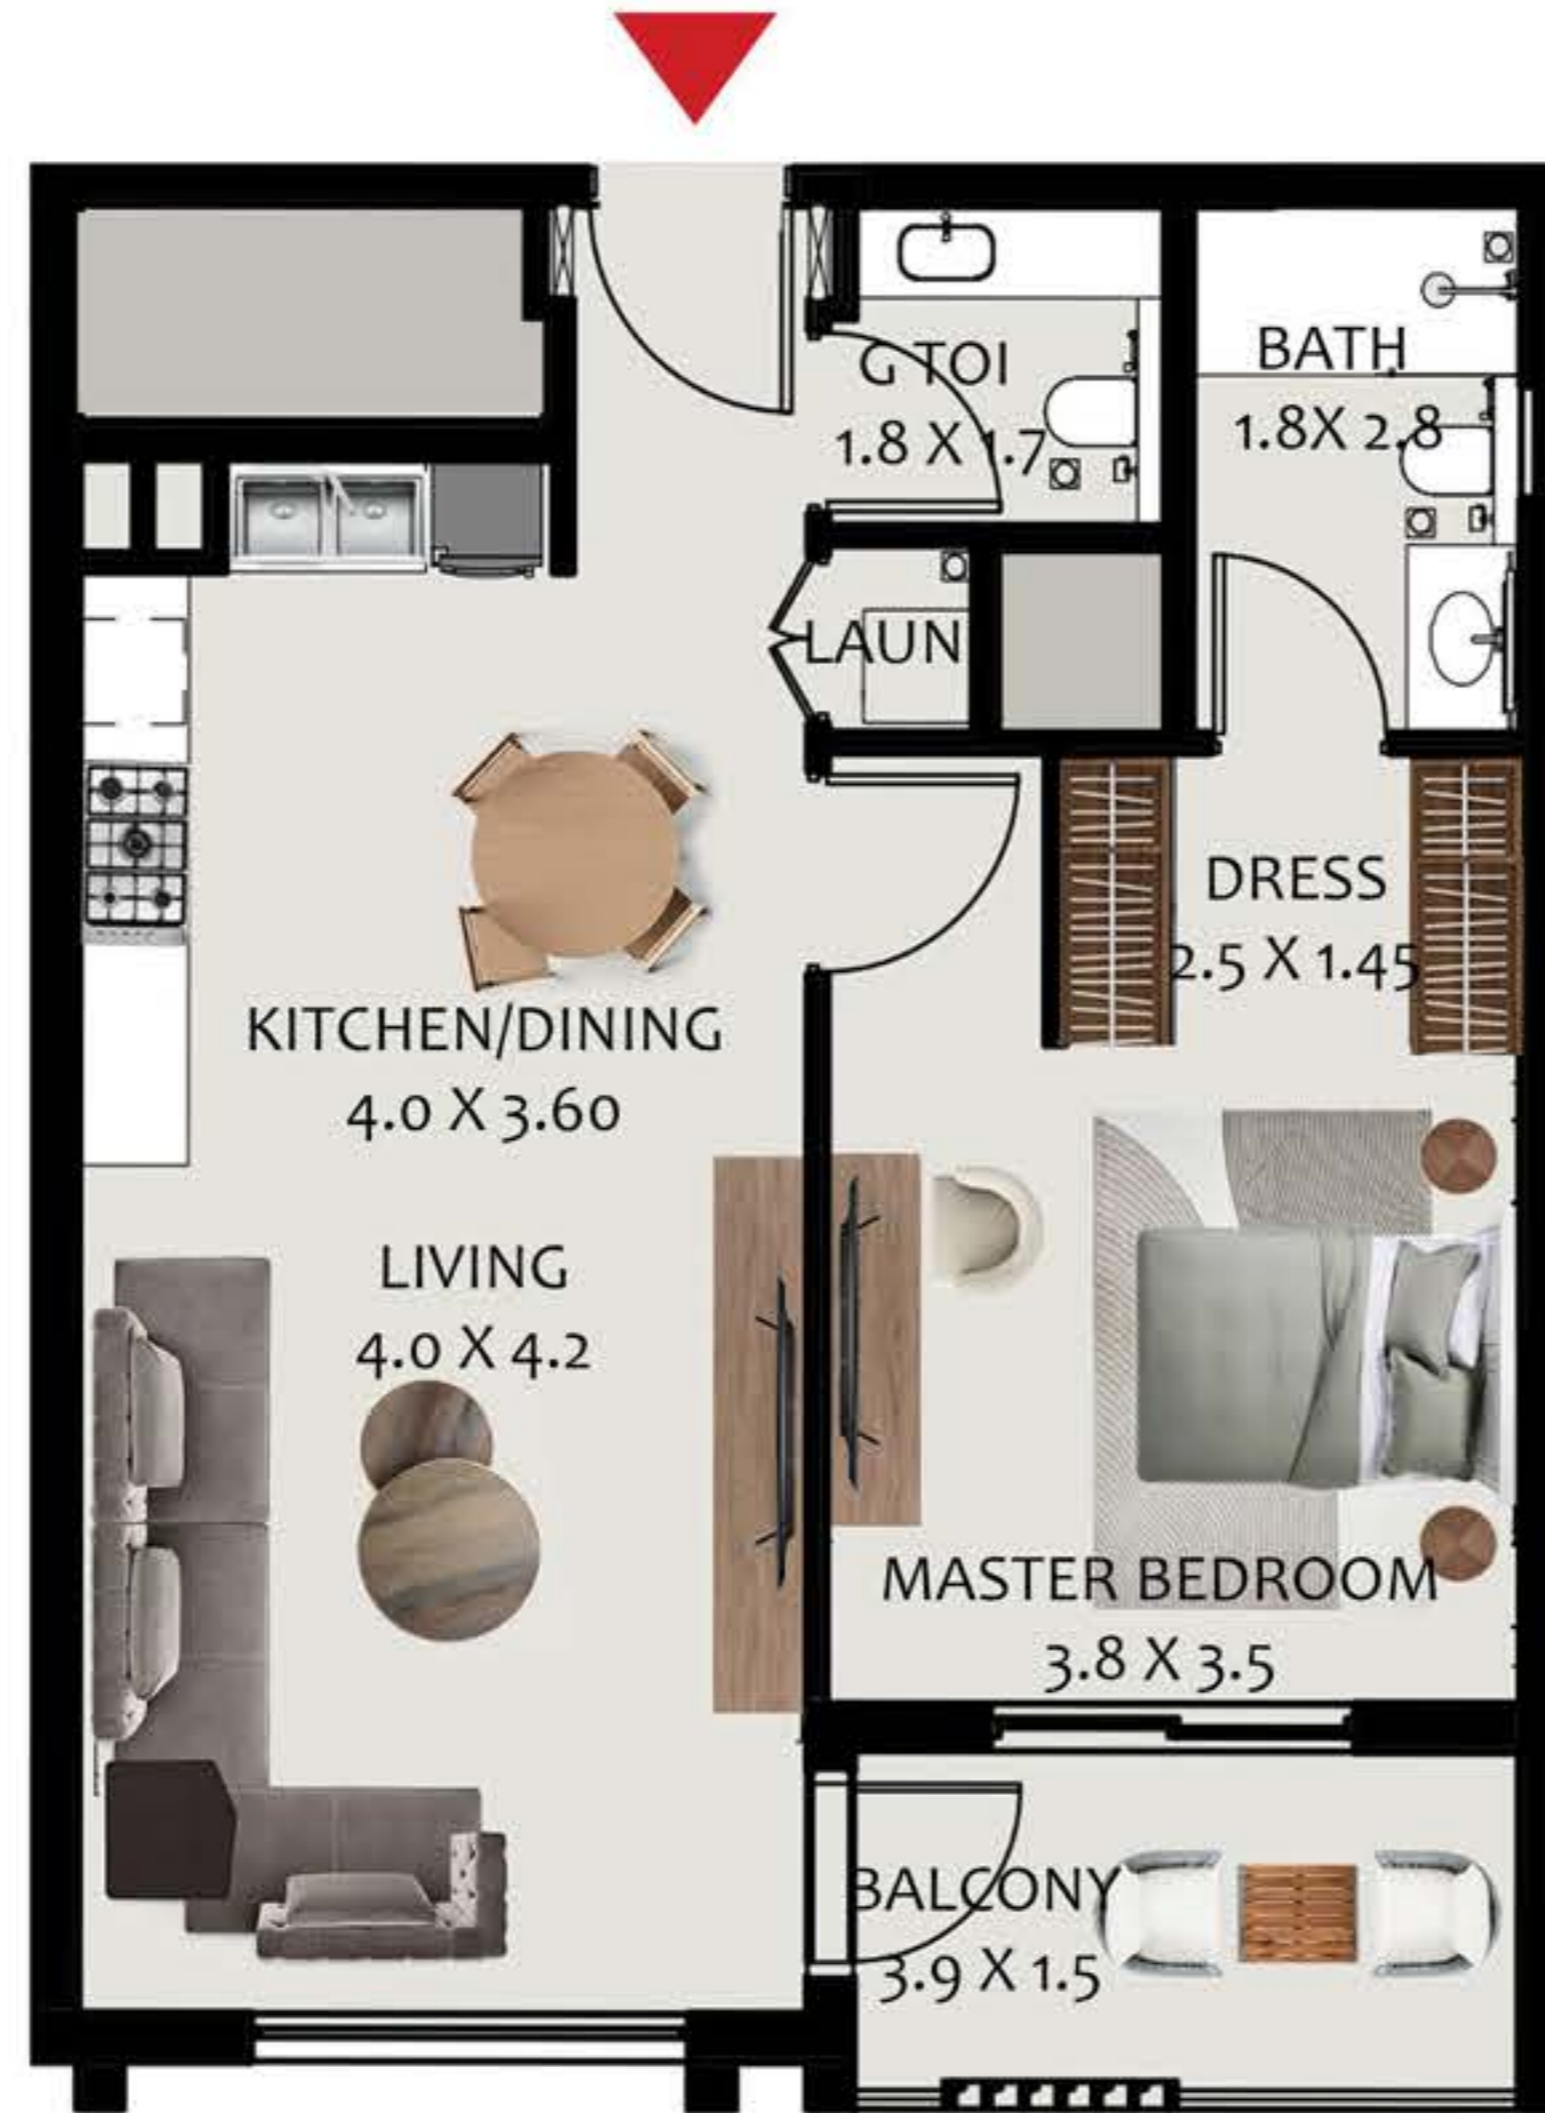 G TOI
1.8 X 1.7
BATH
1.8X 2.8
LAUN
DRESS
2.5 X 1.45
KITCHEN/DINING
4.0 X 3.60
LIVING
4.0 X 4.2
MASTER BEDROOM
3.8 X 3.5
BALCONY
3.9 X 1.5